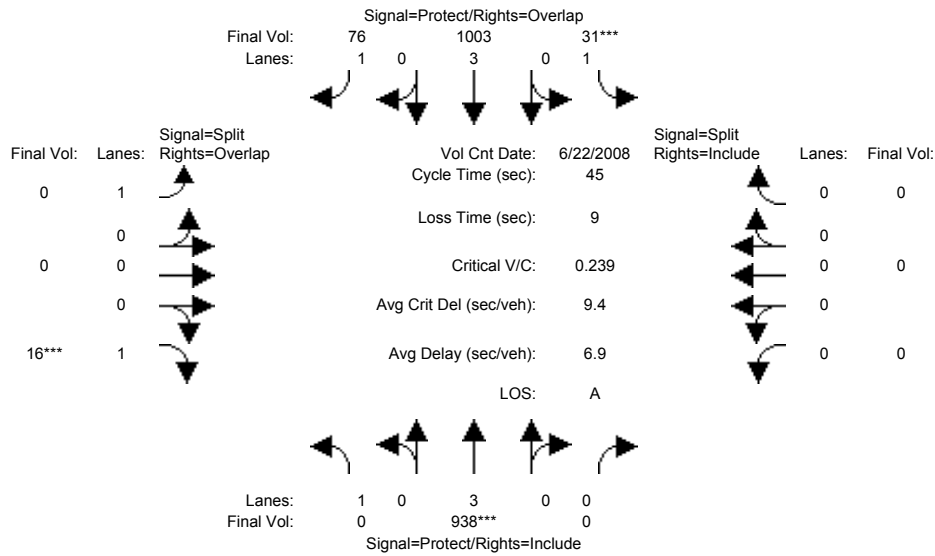 Signal=Protect/Rights=Overlap
Final Vol: 76 1003 31***
Lanes: 1 0 3 0 1
Signal=Split
Rights=Overlap
Final Vol: Lanes:
0 1
0
0 0
0
16*** 1
Vol Cnt Date: 6/22/2008
Cycle Time (sec): 45
Loss Time (sec): 9
Critical V/C: 0.239
Avg Crit Del (sec/veh): 9.4
Avg Delay (sec/veh): 6.9
LOS: A
Signal=Split
Rights=Include
Lanes: Final Vol:
0 0
0
0 0
0
0 0
Lanes: 1 0 3 0 0
Final Vol: 0 938*** 0
Signal=Protect/Rights=Include